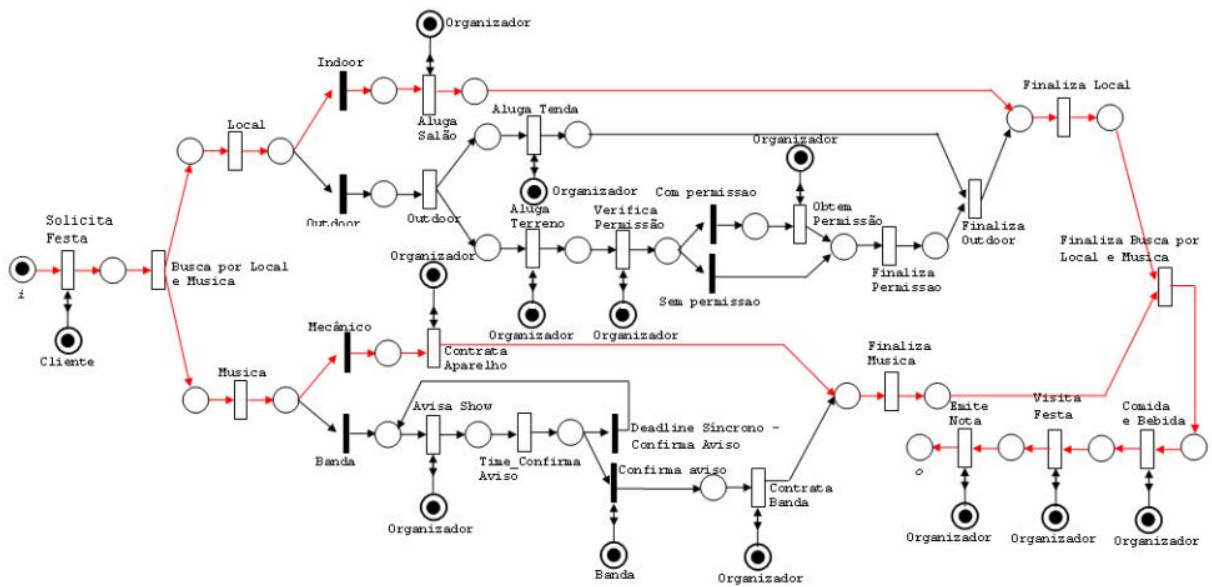 Organizador
Indoor
Finaliza Local
Aluga
Salão
Aluga Tenda
Local
Organizador
Organizador
Com permissao
Obtem
Permissão
Outdoor
Outdoor
Aluga
Terreno
Verifica
Permissão
Finaliza
Outdoor
Solicita
Festa
Organizador
Busca por Local
e Musica
Finaliza Busca por
Local e Musica
Finaliza
Permissao
Sem permissao
i
Organizador
Organizador
Cliente
Mecânico
Contrata
Aparelho
Finaliza
Musica
Musica
Avisa Show
Deadline Síncrono -
Confirma Aviso
Emite
Nota
Visita
Festa
Comida
e Bebida
Banda
Time_Confirma
Aviso
Confirma aviso
o
Contrata
Banda
Organizador
Banda
Organizador
Organizador
Organizador
Organizador